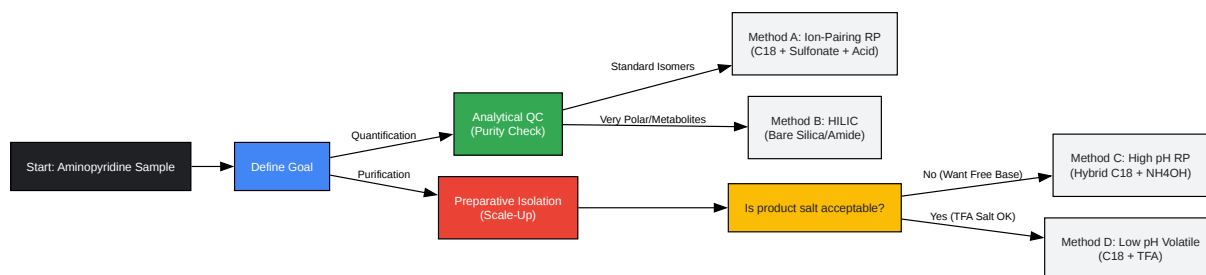 Start: Aminopyridine Sample
Define Goal
Quantification
Purification
Analytical QC
(Purity Check)
Preparative Isolation
(Scale-Up)
Standard Isomers
Very Polar/Metabolites
Method A: Ion-Pairing RP
(C18 + Sulfonate + Acid)
Method B: HILIC
(Bare Silica/Amide)
Is product salt acceptable?
No (Want Free Base)
Yes (TFA Salt OK)
Method C: High pH RP
(Hybrid C18 + NH4OH)
Method D: Low pH Volatile
(C18 + TFA)